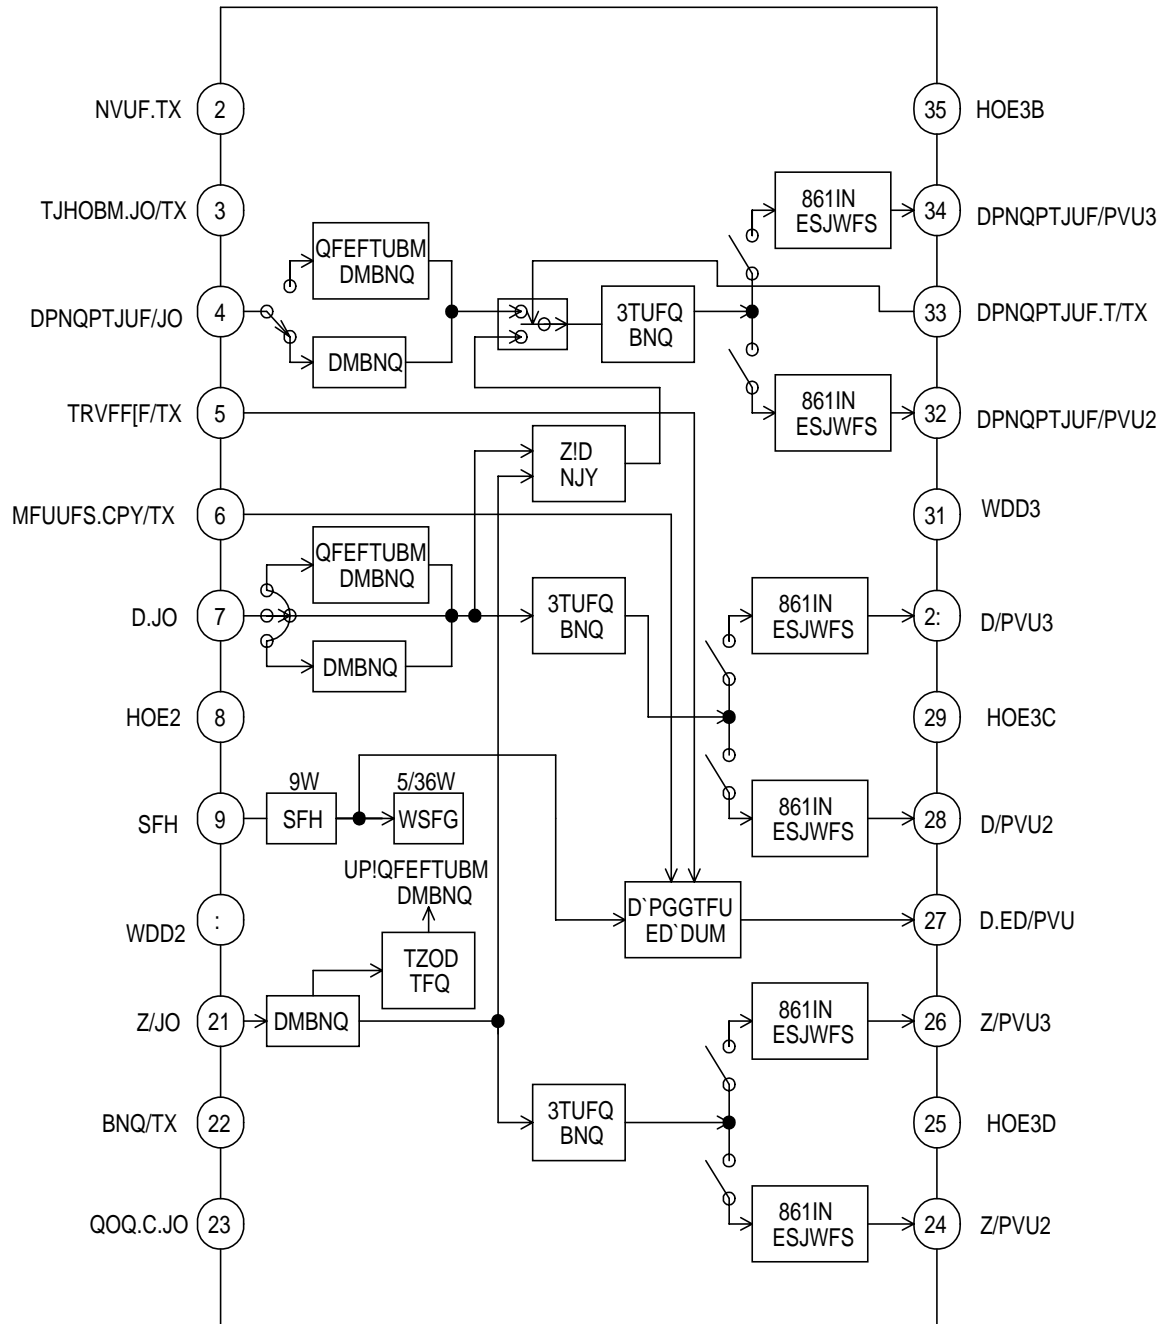 NVUF.TX
2
35
HOE3B
TJHOBM.JO/TX
3
861IN
ESJWFS
34
DPNQPTJUF/PVU3
QFEFTUBM
DMBNQ
DPNQPTJUF/JO
4
3TUFQ
BNQ
33
DPNQPTJUF.T/TX
DMBNQ
TRVFF[F/TX
5
861IN
ESJWFS
32
DPNQPTJUF/PVU2
Z!D
NJY
MFUUFS.CPY/TX
6
31
WDD3
QFEFTUBM
DMBNQ
D.JO
7
3TUFQ
BNQ
861IN
ESJWFS
2:
D/PVU3
DMBNQ
HOE2
8
29
HOE3C
9W
5/36W
SFH
9
SFH
WSFG
861IN
ESJWFS
28
D/PVU2
UP!QFEFTUBM
DMBNQ
WDD2
:
D`PGGTFU
ED`DUM
27
D.ED/PVU
TZOD
TFQ
Z/JO
21
DMBNQ
861IN
ESJWFS
26
Z/PVU3
BNQ/TX
22
3TUFQ
BNQ
25
HOE3D
QOQ.C.JO
23
861IN
ESJWFS
24
Z/PVU2